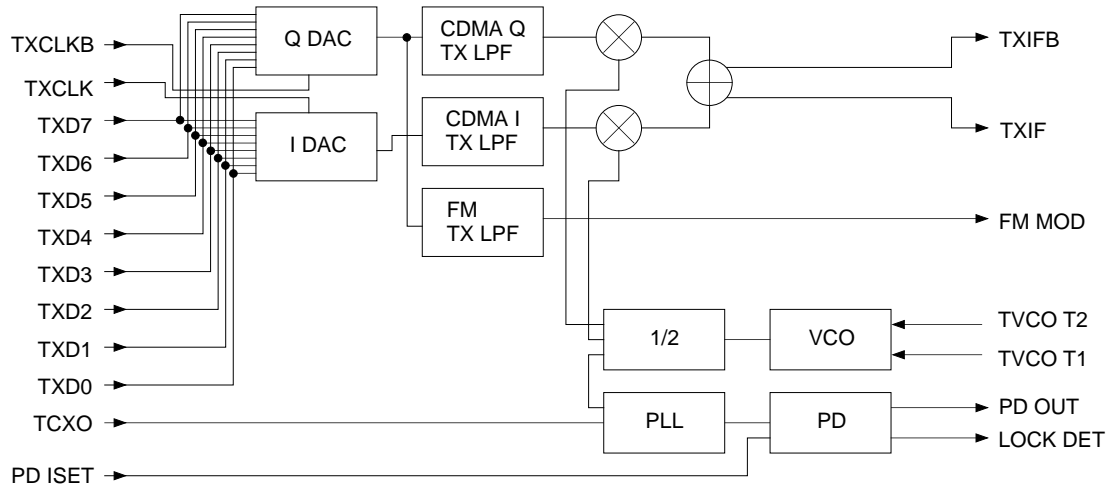 TXCLKB
TXCLK
TXD7
TXD6
TXD5
TXD4
TXD3
TXD2
TXD1
TXD0
TCXO
PD ISET
Q DAC
I DAC
CDMA Q
TX LPF
CDMA I
TX LPF
FM
TX LPF
1/2
VCO
PLL
PD
TXIFB
TXIF
FM MOD
TVCO T2
TVCO T1
PD OUT
LOCK DET